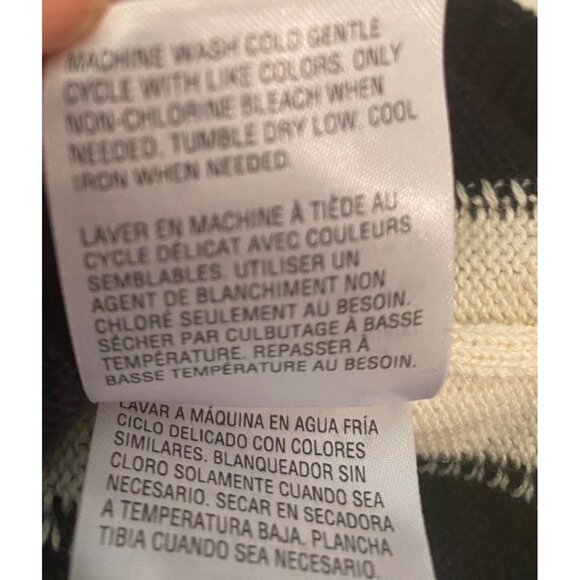 MACHINE WASH COLD GENTLE
CYCLE WITH LIKE COLORS. ONLY
NON-CHLORINE BLEACH WHEN
NEEDED. TUMBLE DRY LOW. COOL
IRON WHEN NEEDED.
LAVER EN MACHINE À TIÈDE AU
CYCLE DÉLICAT AVEC COULEURS
SEMBLABLES. UTILISER UN
AGENT DE BLANCHIMENT NON
CHLORÉ SEULEMENT AU BESOIN.
SÉCHER PAR CULBUTAGE À BASSE
TEMPÉRATURE. REPASSER À
BASSE TEMPÉRATURE AU BESOIN.
LAVAR A MÁQUINA EN AGUA FRÍA
CICLO DELICADO CON COLORES
SIMILARES. BLANQUEADOR SIN
CLORO SOLAMENTE CUANDO SEA
NECESARIO. SECAR EN SECADORA
A TEMPERATURA BAJA. PLANCHA
TIBIA CUANDO SEA NECESARIO.